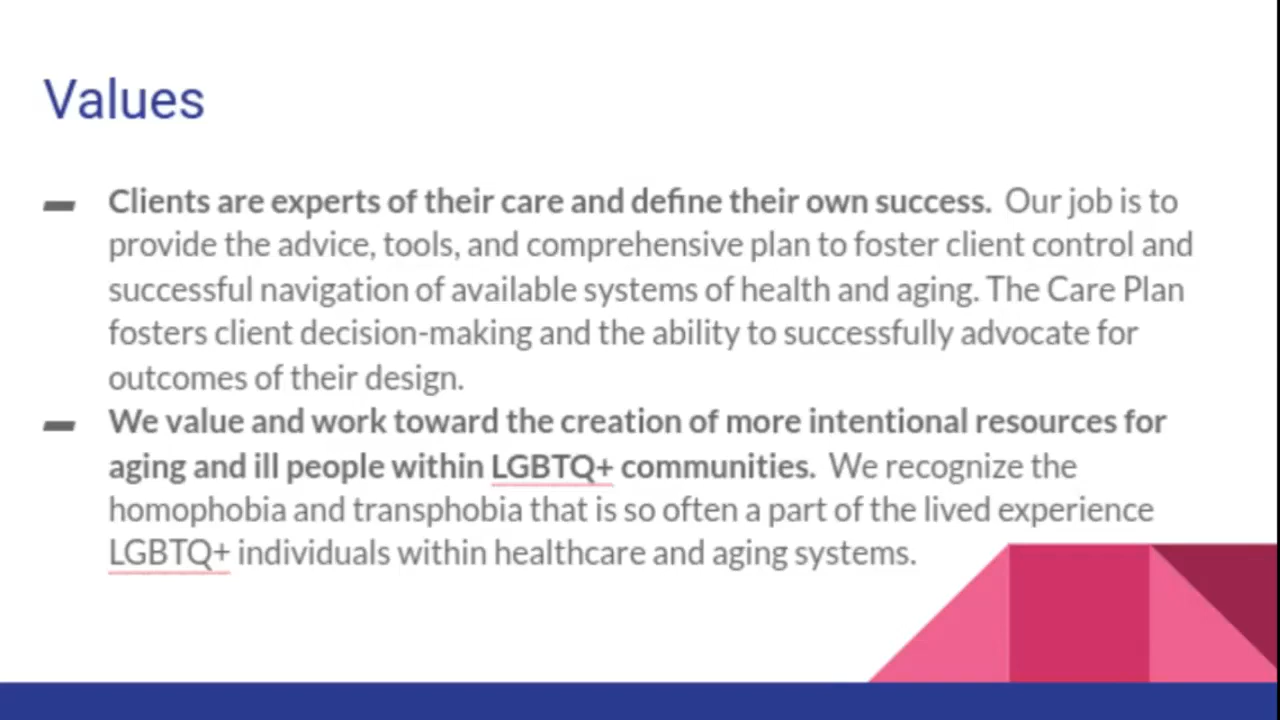 Values
Clients are experts of their care and define their own success. Our job is to
provide the advice, tools, and comprehensive plan to foster client control and
successful navigation of available systems of health and aging. The Care Plan
fosters client decision-making and the ability to successfully advocate for
outcomes of their design.
We value and work toward the creation of more intentional resources for
aging and ill people within LGBTQ+ communities. We recognize the
homophobia and transphobia that is so often a part of the lived experience
LGBTQ+ individuals within healthcare and aging systems.